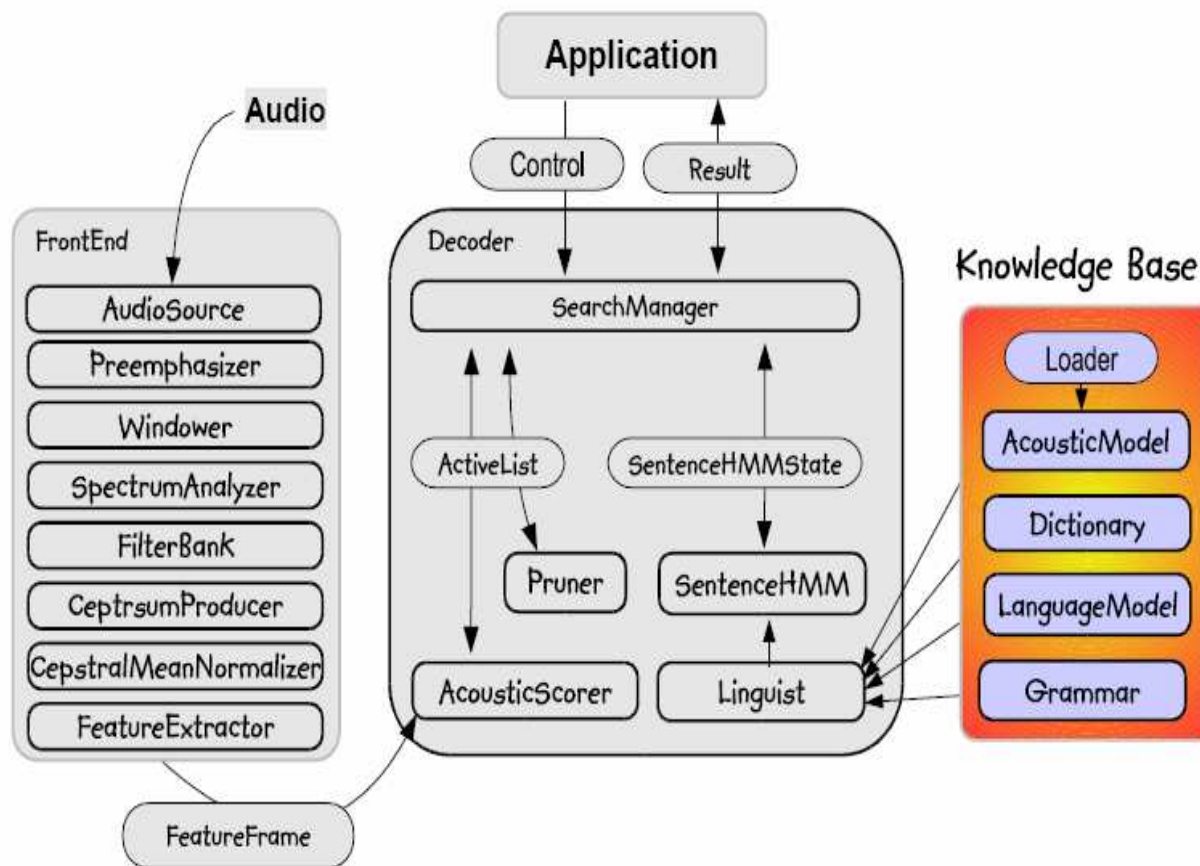 Application
Audio
Control
Result
FrontEnd
AudioSource
Preemphasizer
Windower
SpectrumAnalyzer
FilterBank
CeptrsumProducer
CepstralMeanNormalizer
FeatureExtractor
FeatureFrame
Decoder
SearchManager
ActiveList
SentenceHMMState
Pruner
SentenceHMM
AcousticScorer
Linguist
Knowledge Base
Loader
AcousticModel
Dictionary
LanguageModel
Grammar